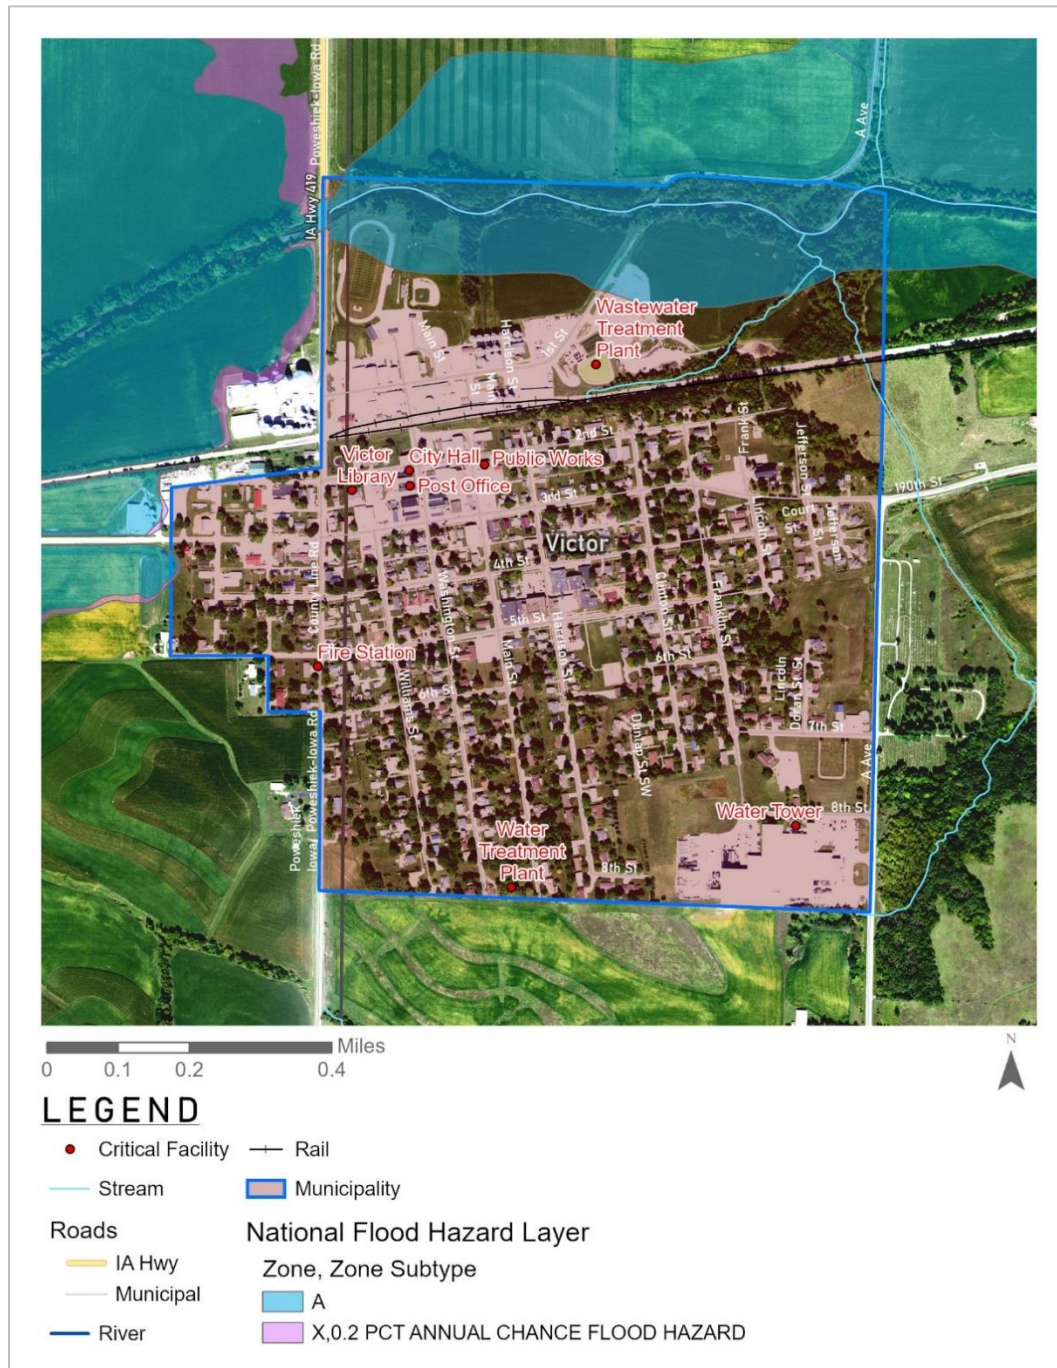 Poweshiek-Iowa Rd
A Ave
IA Hwy 419
Wastewater
Treatment
Plant
Main St
Harrison St
1st St
Main
St
2nd St
Frankl St
Jefferson St
Victor
Library
City Hall
Public Works
Post Office
3rd St
190th St
Lincoln St
Court
St
Jefferson
St
Victor
4th St
County Line Rd
Washington St
5th St
Harrison St
Clinton St
Franklin St
Main St
Fire Station
Williams St
6th St
6th St
Lincoln
St
Dolan St
7th St
Dunlap St SW
A Ave
Poweshiek
Iowa
Poweshiek-Iowa Rd
Water Tower
8th St
Water
Treatment
Plant
8th St
Miles
0 0.1 0.2 0.4
N
LEGEND
Critical Facility
Rail
Stream
Municipality
Roads
IA Hwy
Municipal
River
National Flood Hazard Layer
Zone, Zone Subtype
A
X,0.2 PCT ANNUAL CHANCE FLOOD HAZARD